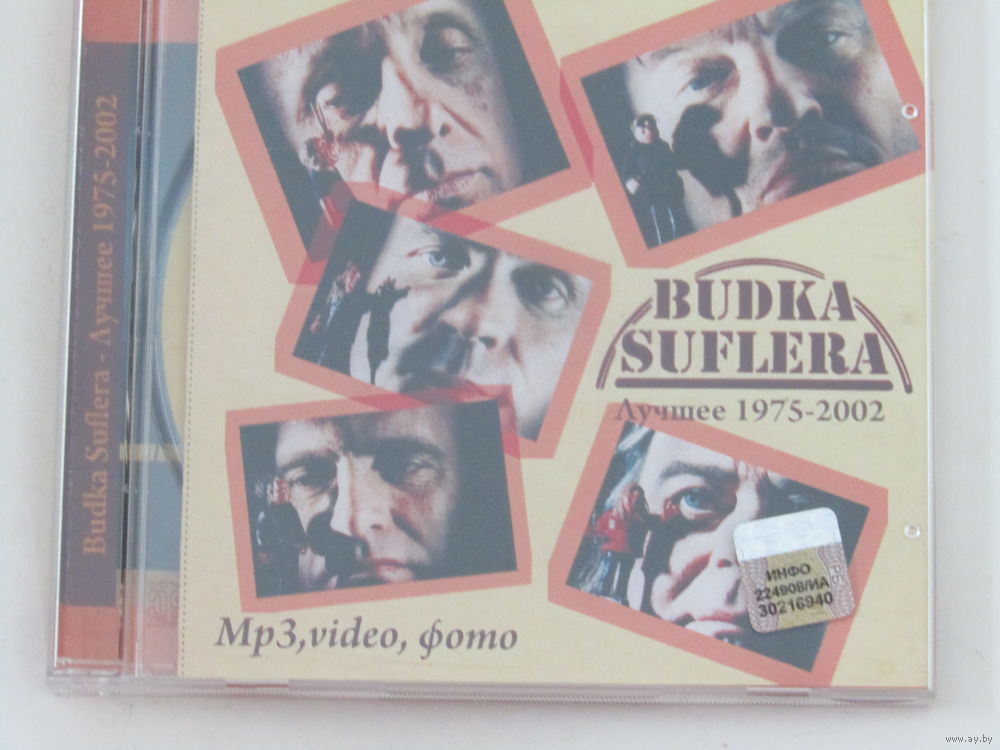 Budka Suflera - Лучшее 1975-2002
BUDKA
SUFLERA
Лучшее 1975-2002
ИНФО
РБ
224908/ИА
30216940
Mp3,video, фото
www.ay.by